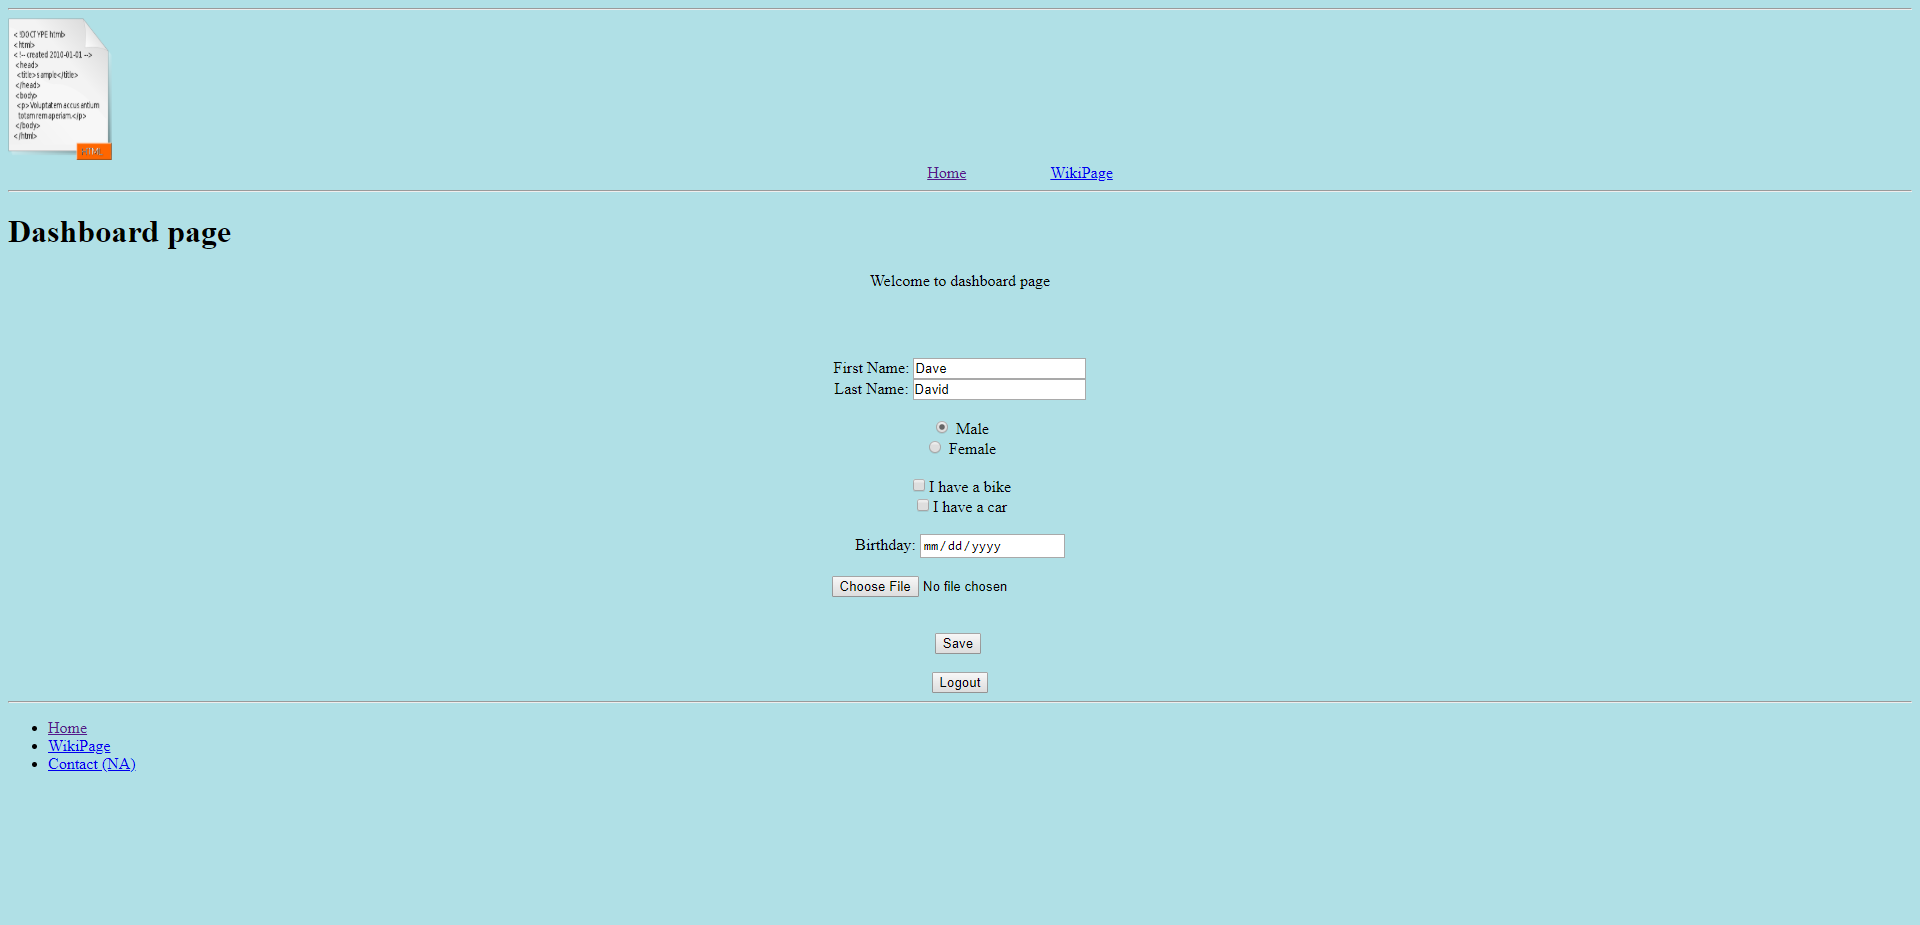 < !DOCTYPE html>
< html>
< !-- created 2010-01-01 -->
<head>
<title>sample</title>
</head>
<body>
<p>Voluptatem accusantium
totam rem aperiam.</p>
</body>
</html>
HTML
Home WikiPage
Dashboard page
Welcome to dashboard page
First Name: Dave
Last Name: David
Male
Female
I have a bike
I have a car
Birthday: mm/dd/yyyy
Choose File No file chosen
Save
Logout
Home
WikiPage
Contact (NA)